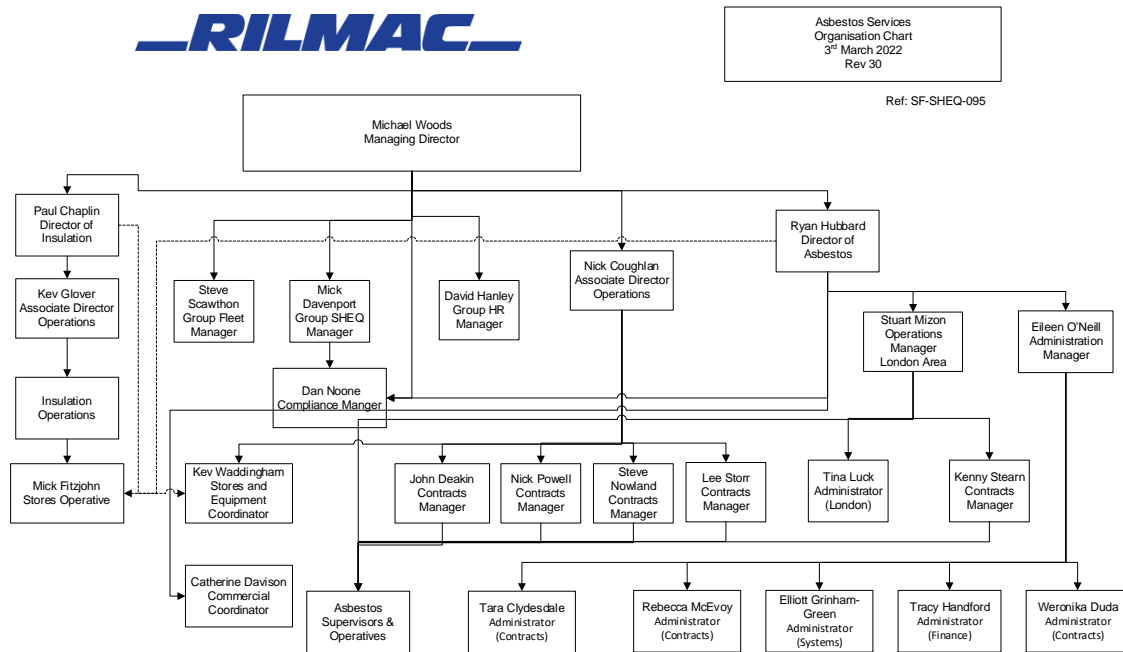 RILMAC
Asbestos Services
Organisation Chart
3rd March 2022
Rev 30
Ref: SF-SHEQ-095
Michael Woods
Managing Director
Paul Chaplin
Director of
Insulation
Ryan Hubbard
Director of
Asbestos
Kev Glover
Associate Director
Operations
Steve
Scawthon
Group Fleet
Manager
Mick
Davenport
Group SHEQ
Manager
David Hanley
Group HR
Manager
Nick Coughlan
Associate Director
Operations
Stuart Mizon
Operations
Manager
London Area
Eileen O'Neill
Administration
Manager
Insulation
Operations
Dan Noone
Compliance Manger
Mick Fitzjohn
Stores Operative
Kev Waddingham
Stores and
Equipment
Coordinator
John Deakin
Contracts
Manager
Nick Powell
Contracts
Manager
Steve
Nowland
Contracts
Manager
Lee Storr
Contracts
Manager
Tina Luck
Administrator
(London)
Kenny Stearn
Contracts
Manager
Catherine Davison
Commercial
Coordinator
Asbestos
Supervisors &
Operatives
Tara Clydesdale
Administrator
(Contracts)
Rebecca McEvoy
Administrator
(Contracts)
Elliott Grinham-
Green
Administrator
(Systems)
Tracy Handford
Administrator
(Finance)
Weronika Duda
Administrator
(Contracts)